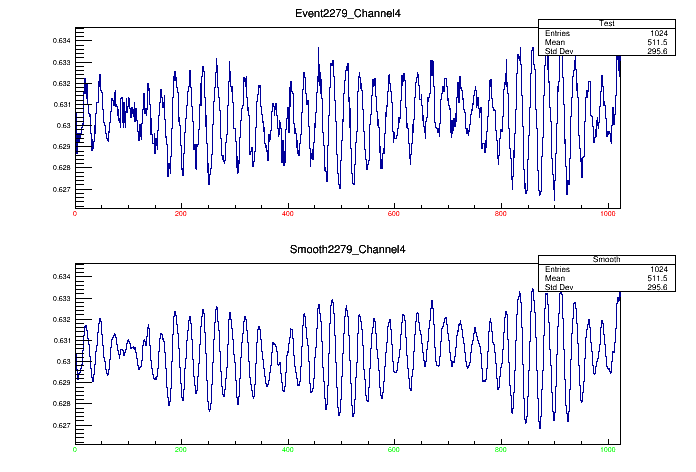 Event2279_Channel4
Test
Entries 1024
Mean 511.5
Std Dev 295.6
0.634
0.633
0.632
0.631
0.63
0.629
0.628
0.627
0 200 400 600 800 1000
Smooth2279_Channel4
Smooth
Entries 1024
Mean 511.5
Std Dev 295.6
0.634
0.633
0.632
0.631
0.63
0.629
0.628
0.627
0 200 400 600 800 1000